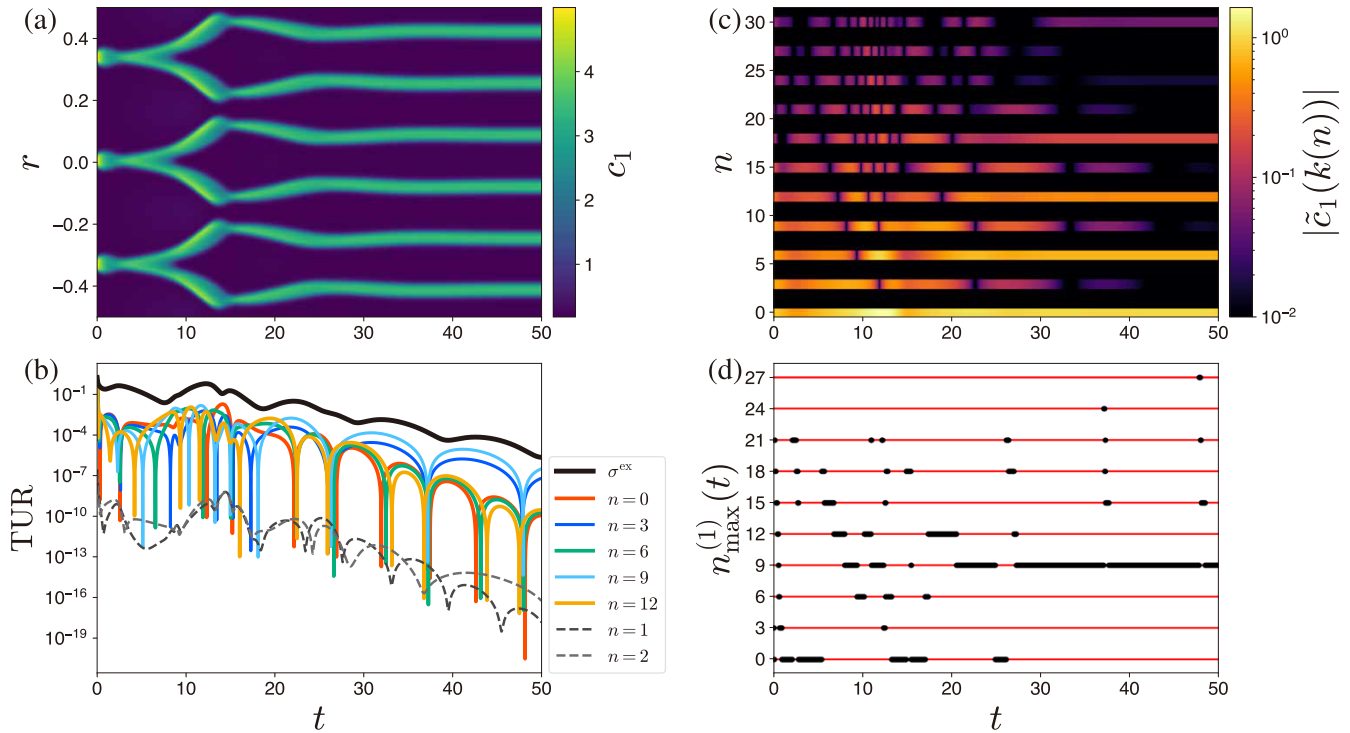 (a)
0.4
0.2
0.0
−0.2
−0.4
r
0 10 20 30 40 50
4
3
2
1
c₁
(c)
30
25
20
15
10
5
0
n
0 10 20 30 40 50
10⁰
10⁻¹
10⁻²
|c̃₁(k(n))|
(b)
10⁻¹
10⁻⁴
10⁻⁷
10⁻¹⁰
10⁻¹³
10⁻¹⁶
10⁻¹⁹
TUR
0 10 20 30 40 50
t
σᵉˣ
n = 0
n = 3
n = 6
n = 9
n = 12
n = 1
n = 2
(d)
27
24
21
18
15
12
9
6
3
0
n_max^(1)(t)
0 10 20 30 40 50
t